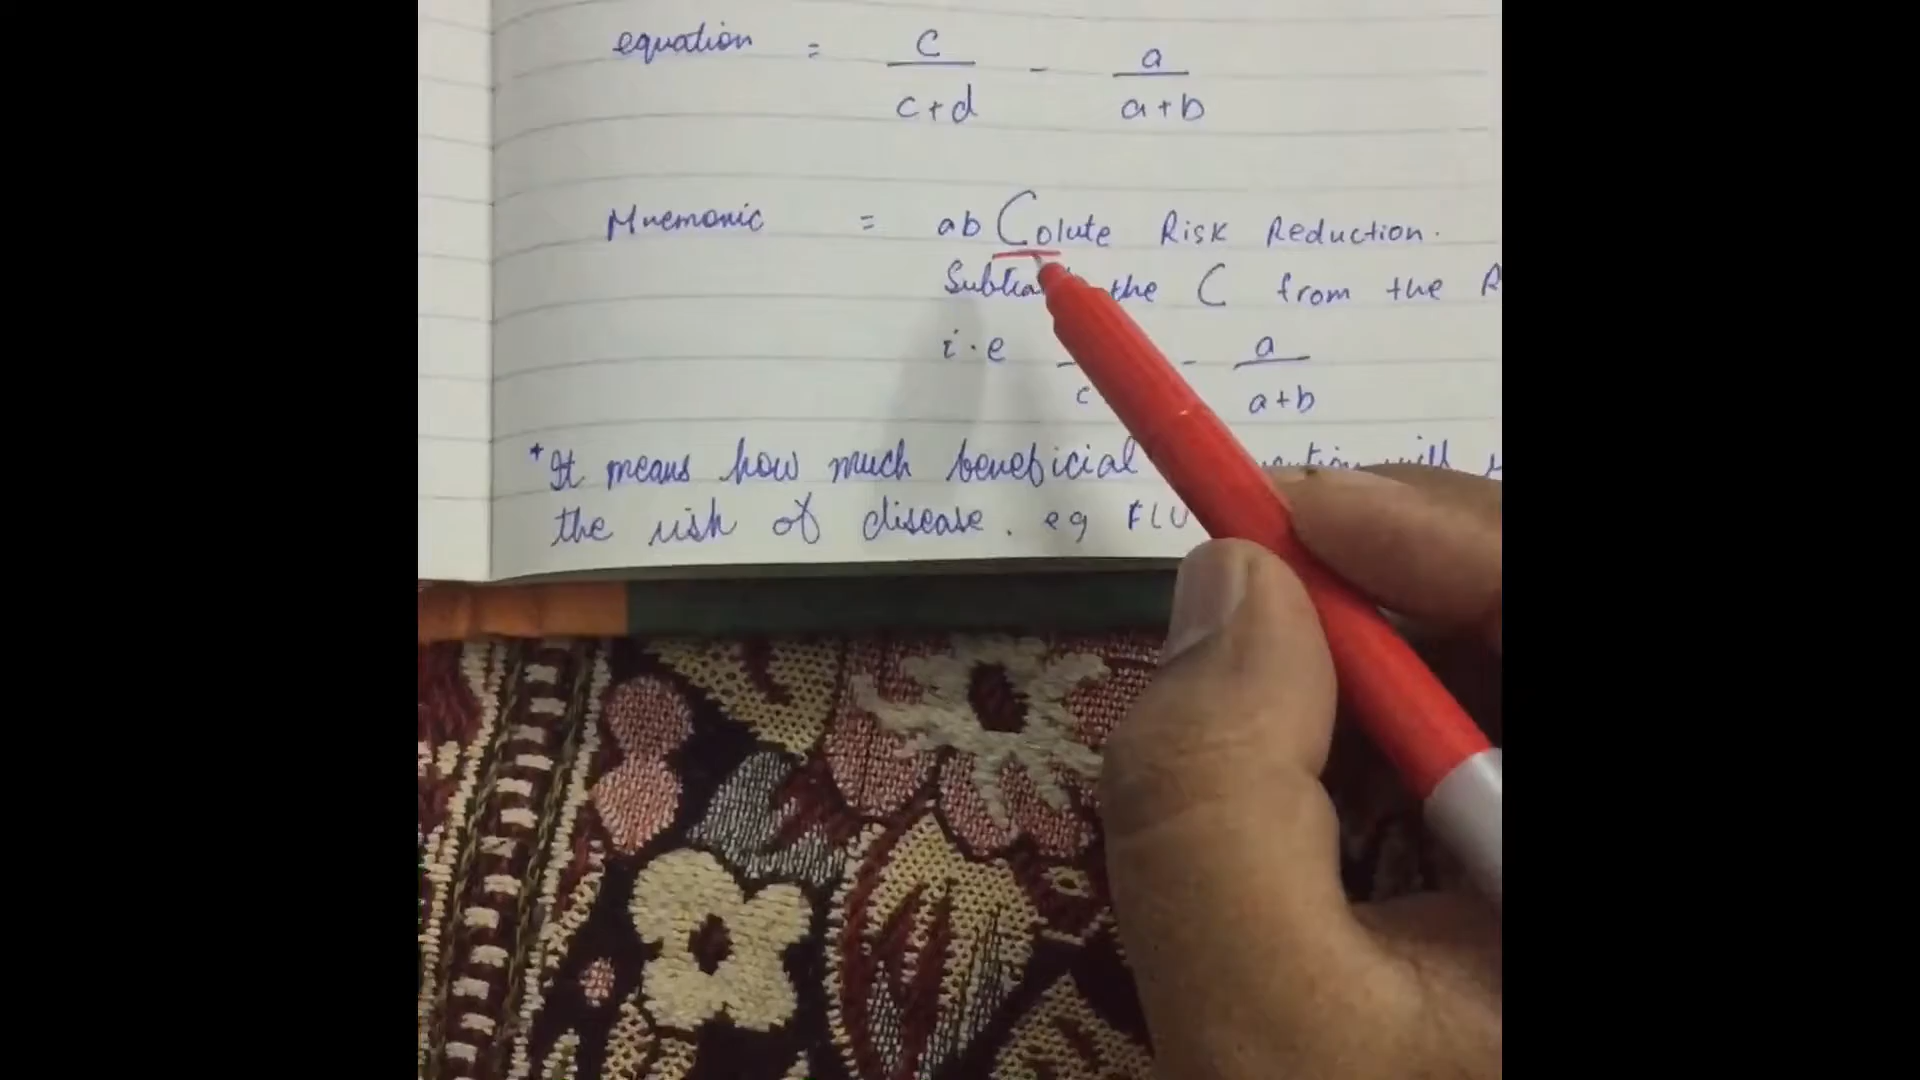 equation = c/c+d - a/a+b
Mnemonic = ab Colute Risk Reduction.
the C from the R
i.e c - a/a+b
*It means how much beneficial will
the risk of disease. eg FLU